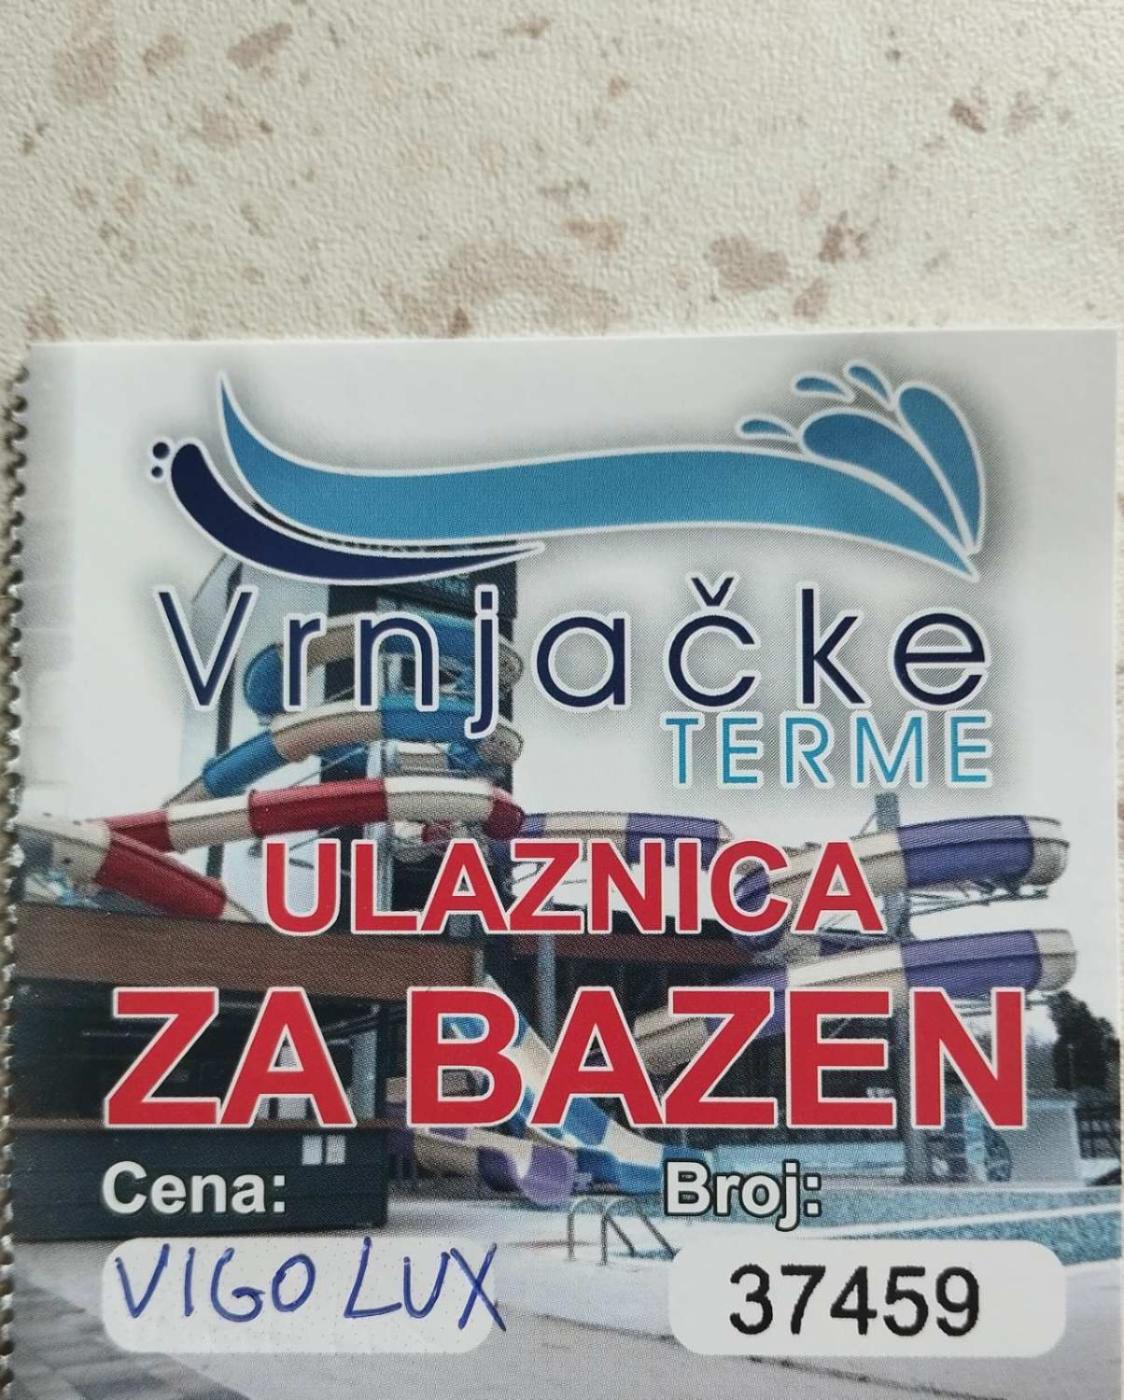 Vrnjačke
TERME
ULAZNICA
ZA BAZEN
Cena: Broj:
VIGO LUX 37459